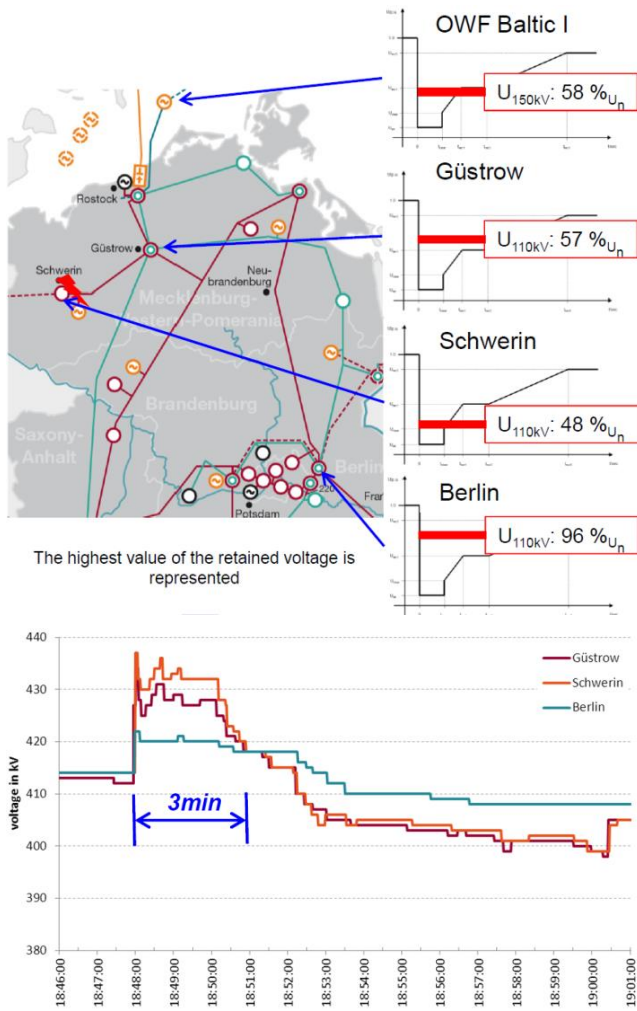 OWF Baltic I
U150kV: 58 %Un
Güstrow
U110kV: 57 %Un
Schwerin
U110kV: 48 %Un
Berlin
U110kV: 96 %Un
Rostock
Güstrow
Schwerin
Neu-
brandenburg
Mecklenburg-
Western-Pomerania
Brandenburg
Saxony-
Anhalt
Berlin
220
Potsdam
Fran
The highest value of the retained voltage is
represented
440
430
420
410
400
390
380
voltage in kV
Güstrow
Schwerin
Berlin
3min
18:46:00
18:47:00
18:48:00
18:49:00
18:50:00
18:51:00
18:52:00
18:53:00
18:54:00
18:55:00
18:56:00
18:57:00
18:58:00
18:59:00
19:00:00
19:01:00